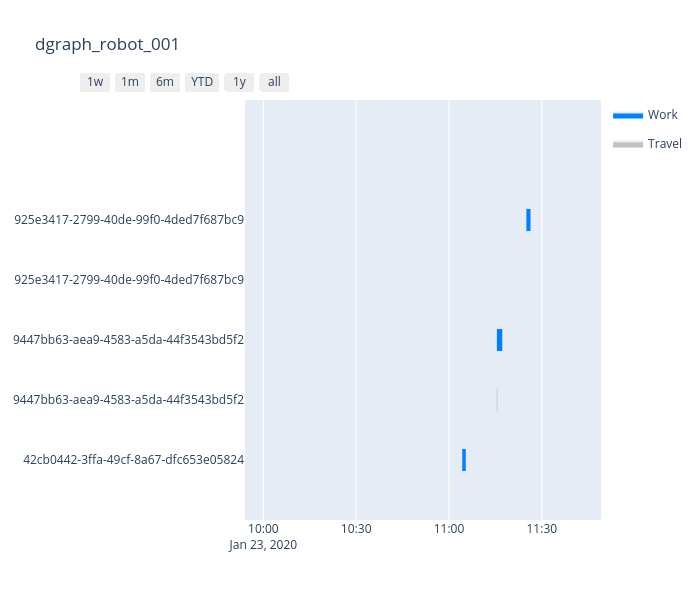 dgraph_robot_001
1w 1m 6m YTD 1y all
Work
Travel
925e3417-2799-40de-99f0-4ded7f687bc9
925e3417-2799-40de-99f0-4ded7f687bc9
9447bb63-aea9-4583-a5da-44f3543bd5f2
9447bb63-aea9-4583-a5da-44f3543bd5f2
42cb0442-3ffa-49cf-8a67-dfc653e05824
10:00 10:30 11:00 11:30
Jan 23, 2020